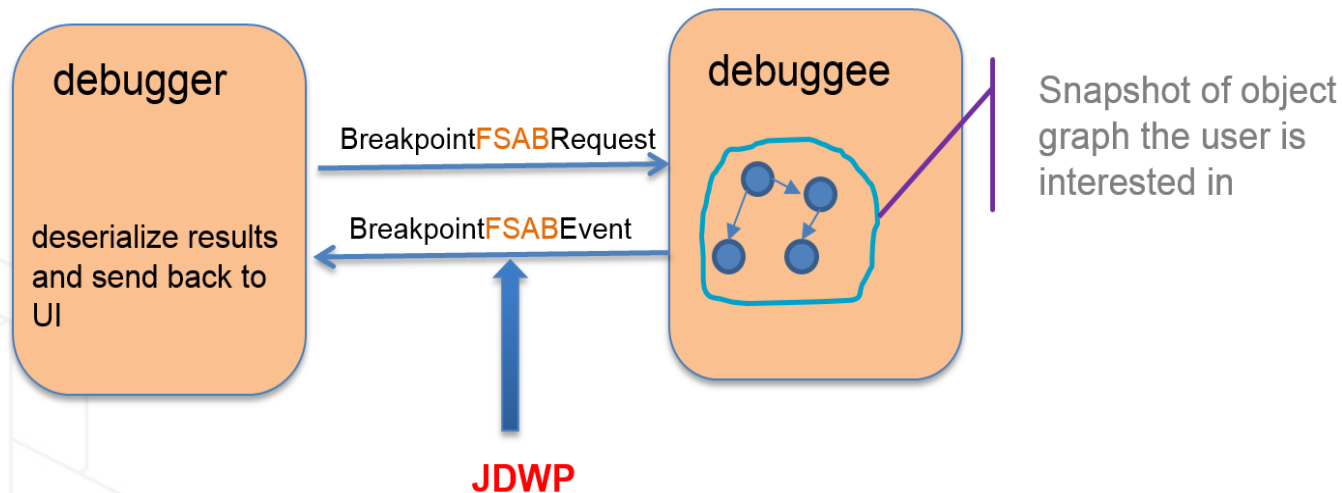 debugger
BreakpointFSABRequest
BreakpointFSABEvent
deserialize results
and send back to
UI
debuggee
Snapshot of object
graph the user is
interested in
JDWP